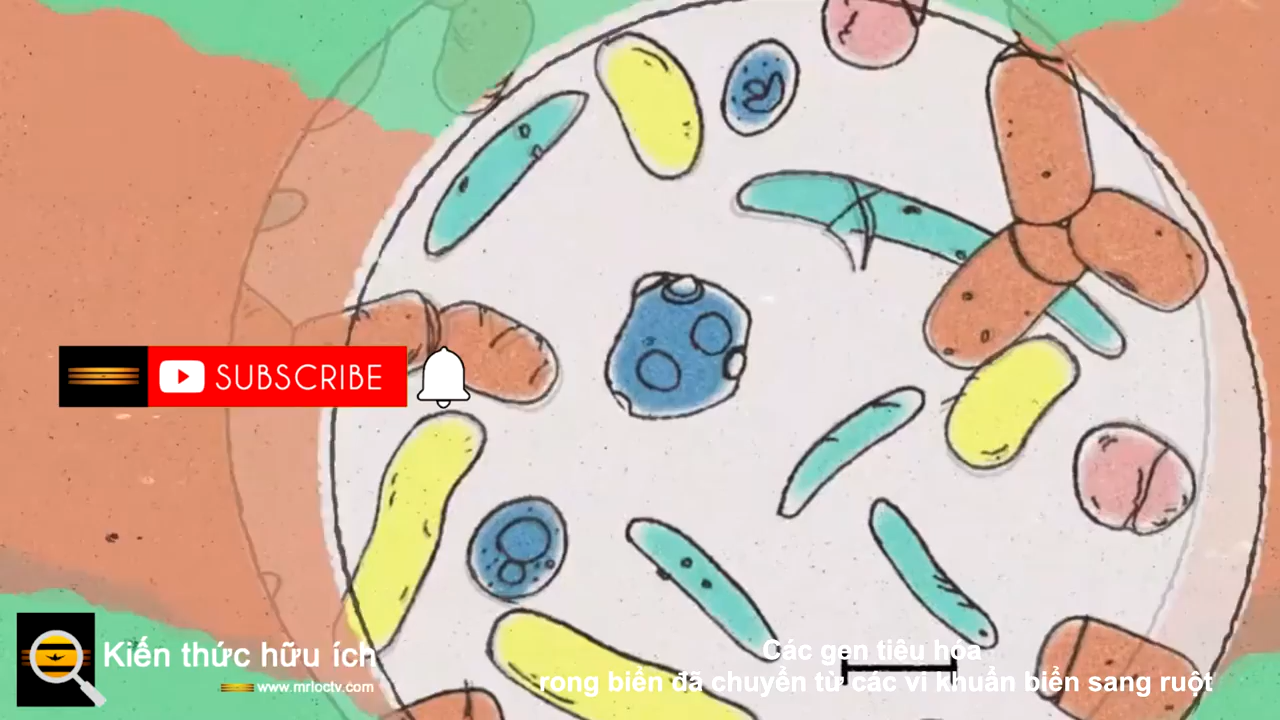 SUBSCRIBE
Kiến thức hữu ích
www.mrloctv.com
Các gen tiêu hóa
rong biển đã chuyển từ các vi khuẩn biển sang ruột